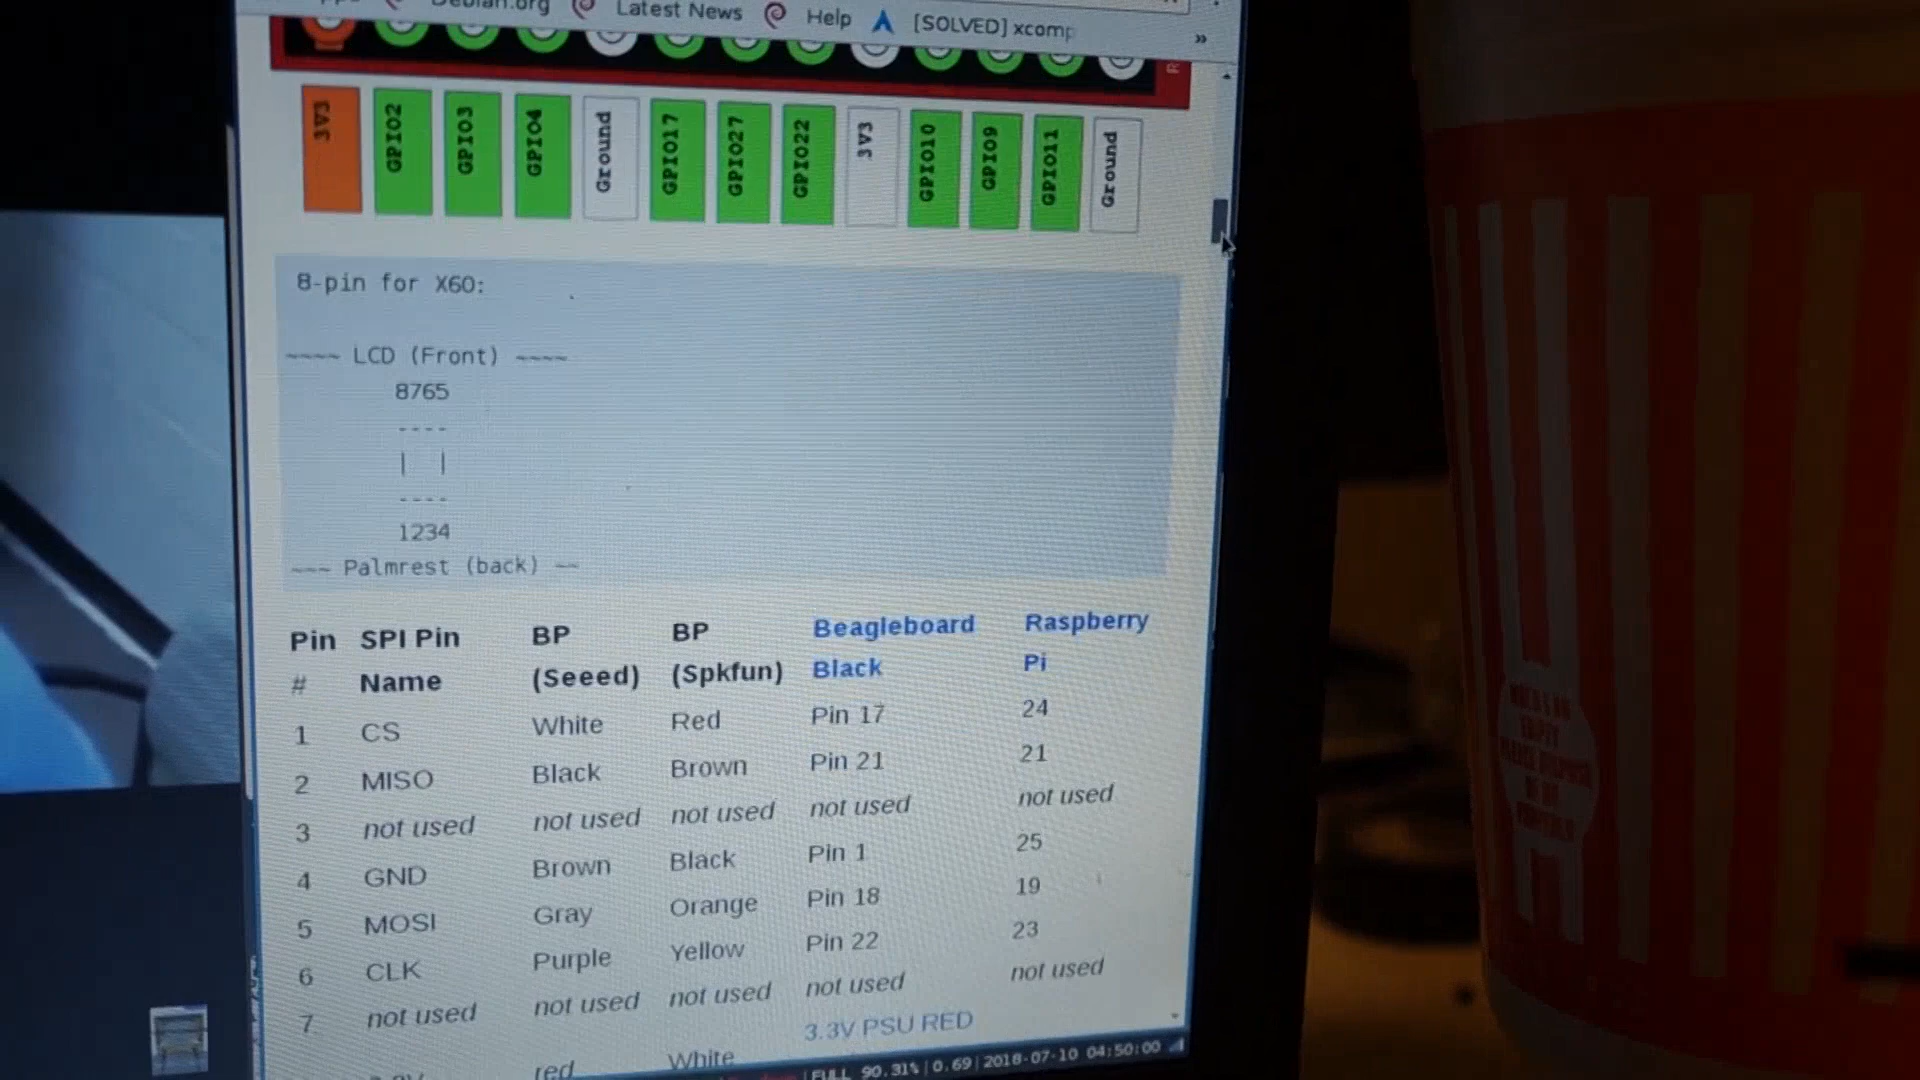 Debian.org Latest News Help [SOLVED] xcomp »
3V3 GPIO2 GPIO3 GPIO4 Ground GPIO17 GPIO27 GPIO22 3V3 GPIO10 GPIO9 GPIO11 Ground
8-pin for X60:
~~~~ LCD (Front) ~~~~
8765
----
| |
----
1234
~~~ Palmrest (back) ~~
Pin SPI Pin BP BP Beagleboard Raspberry
# Name (Seeed) (Spkfun) Black Pi
1 CS White Red Pin 17 24
2 MISO Black Brown Pin 21 21
3 not used not used not used not used not used
4 GND Brown Black Pin 1 25
5 MOSI Gray Orange Pin 18 19
6 CLK Purple Yellow Pin 22 23
7 not used not used not used not used not used
red White 3.3V PSU RED
FULL 90.31% | 0.69 | 2018-07-10 04:50:00
EMPTY